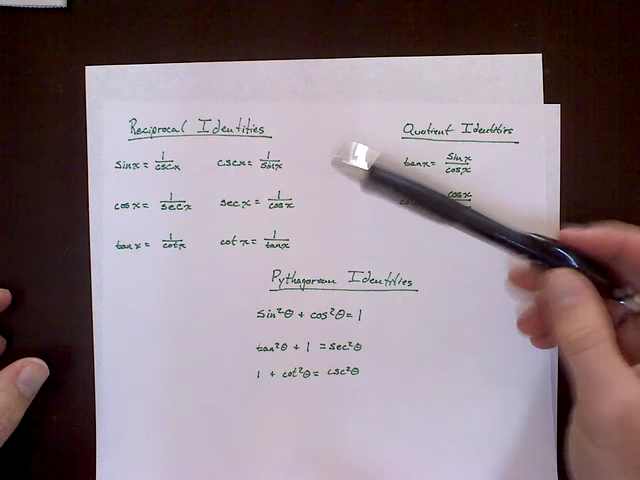 Reciprocal Identities
sinx = 1/cscx cscx = 1/sinx
cosx = 1/secx secx = 1/cosx
tanx = 1/cotx cotx = 1/tanx
Quotient Identities
tanx = sinx/cosx
cosx
Pythagorean Identities
sin²θ + cos²θ = 1
tan²θ + 1 = sec²θ
1 + cot²θ = csc²θ